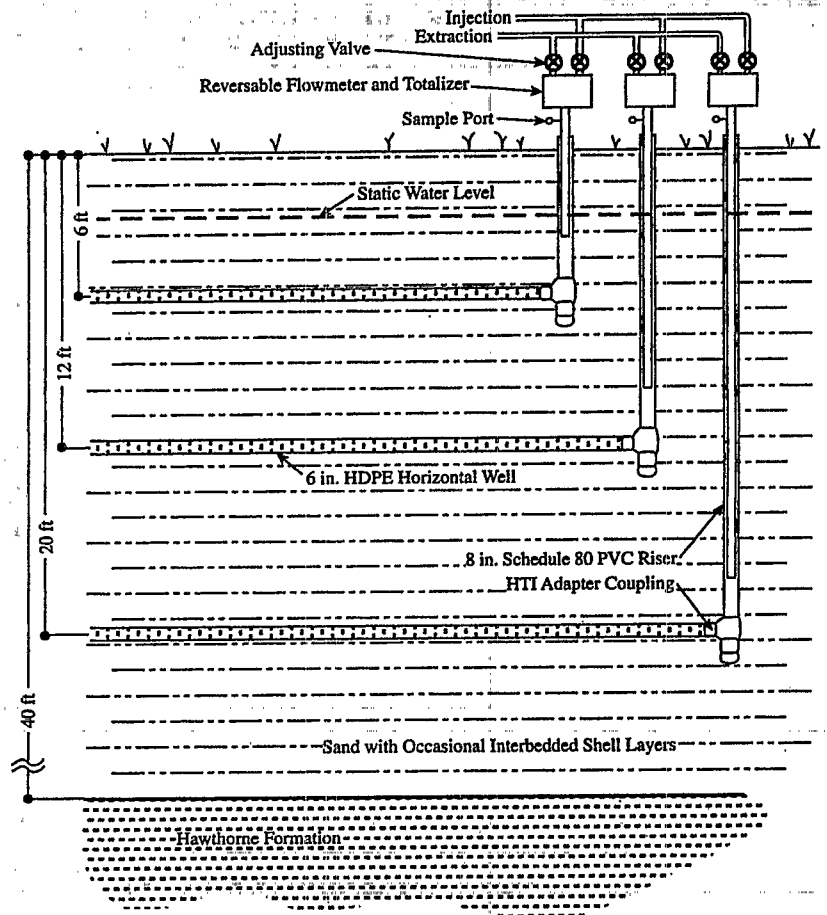 Injection
Extraction
Adjusting Valve
Reversable Flowmeter and Totalizer
Sample Port
Static Water Level
6 ft
12 ft
6 in. HDPE Horizontal Well
20 ft
8 in. Schedule 80 PVC Riser
HTI Adapter Coupling
40 ft
Sand with Occasional Interbedded Shell Layers
Hawthorne Formation